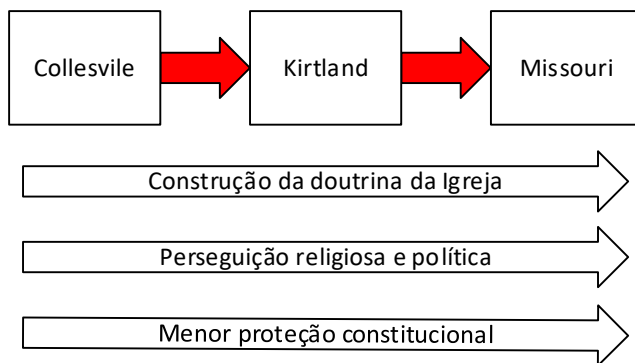 Collesvile
Kirtland
Missouri
Construção da doutrina da Igreja
Perseguição religiosa e política
Menor proteção constitucional